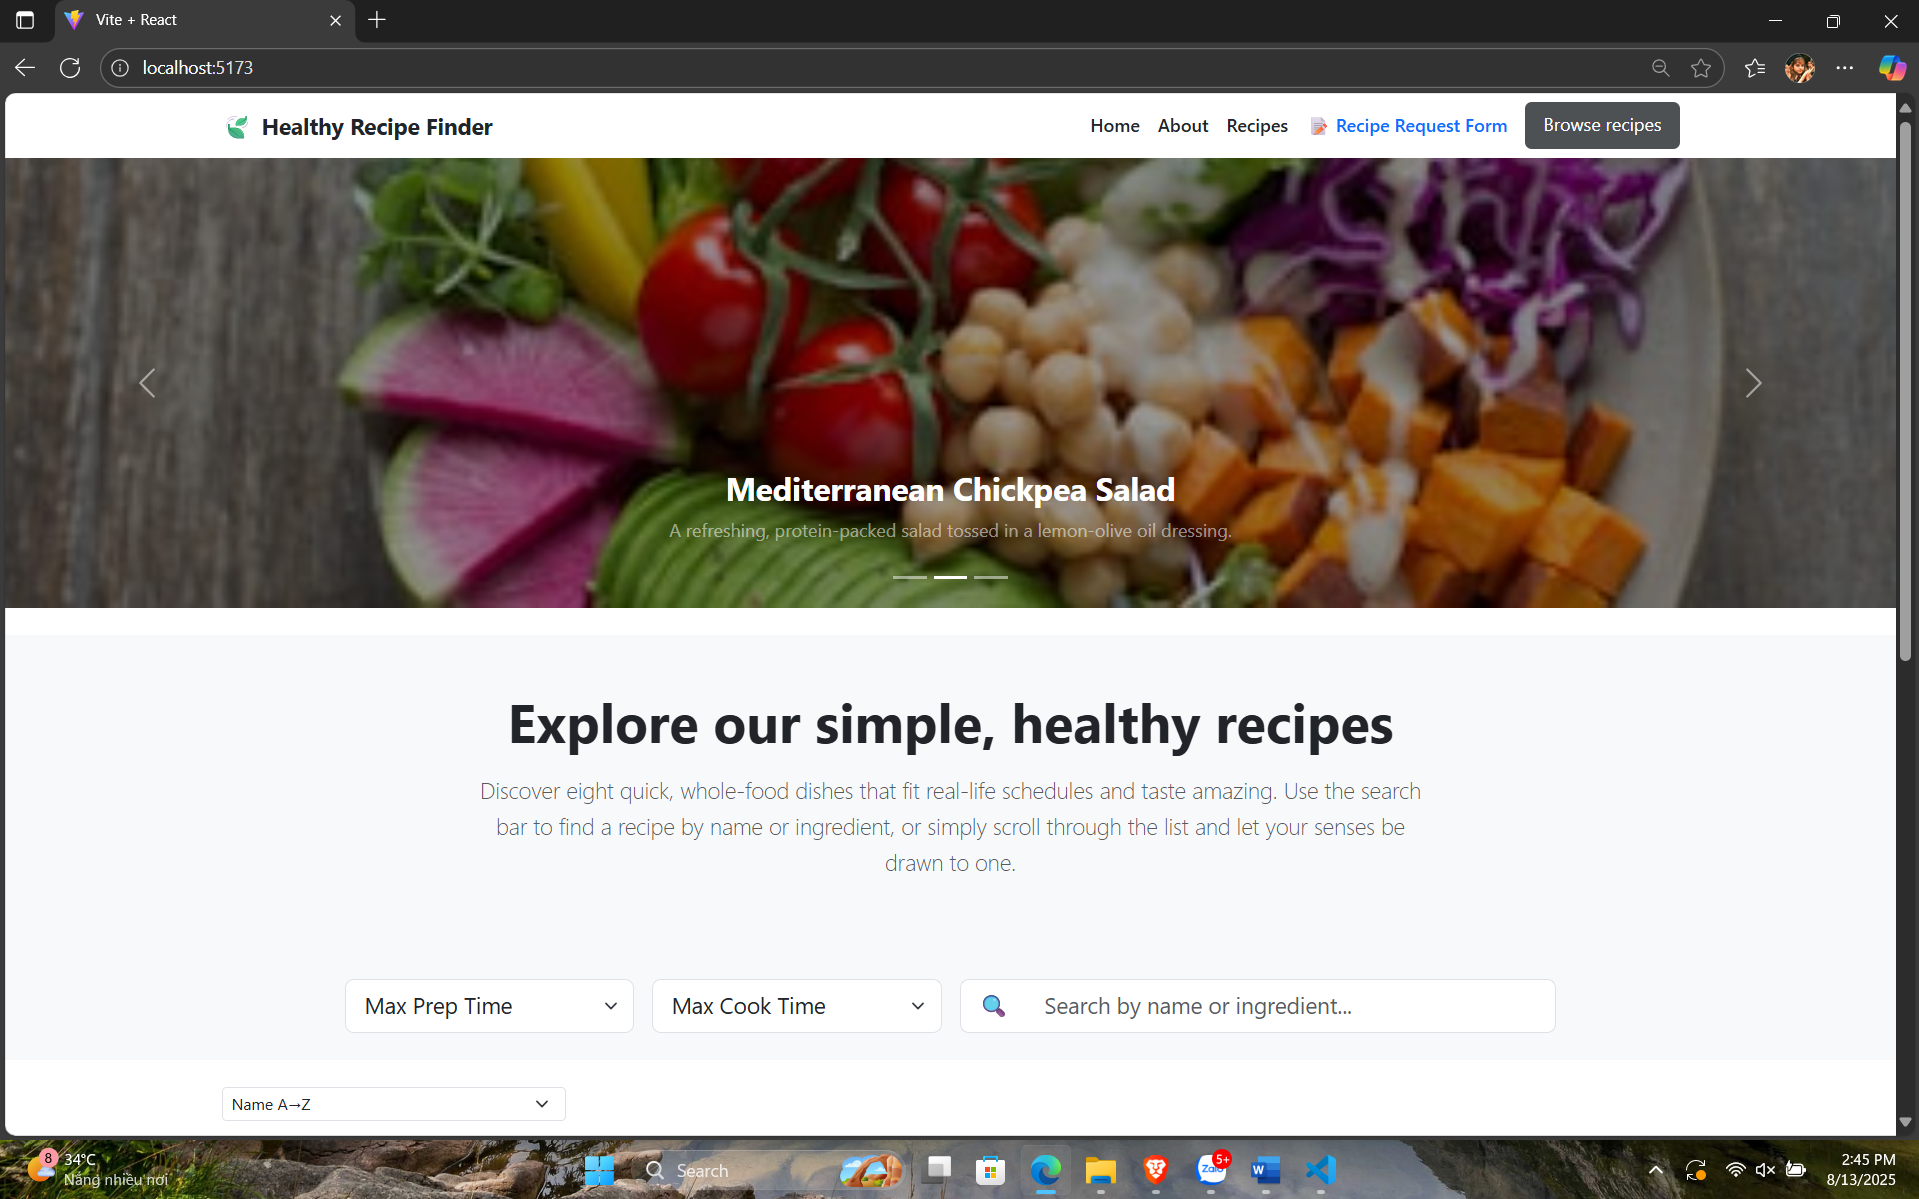 Vite + React
localhost:5173
Healthy Recipe Finder
Home
About
Recipes
Recipe Request Form
Browse recipes
Mediterranean Chickpea Salad
A refreshing, protein-packed salad tossed in a lemon-olive oil dressing.
Explore our simple, healthy recipes
Discover eight quick, whole-food dishes that fit real-life schedules and taste amazing. Use the search
bar to find a recipe by name or ingredient, or simply scroll through the list and let your senses be
drawn to one.
Max Prep Time
Max Cook Time
Search by name or ingredient...
Name A→Z
8
34°C
Nắng nhiều nơi
Search
Zalo
5+
W
2:45 PM
8/13/2025